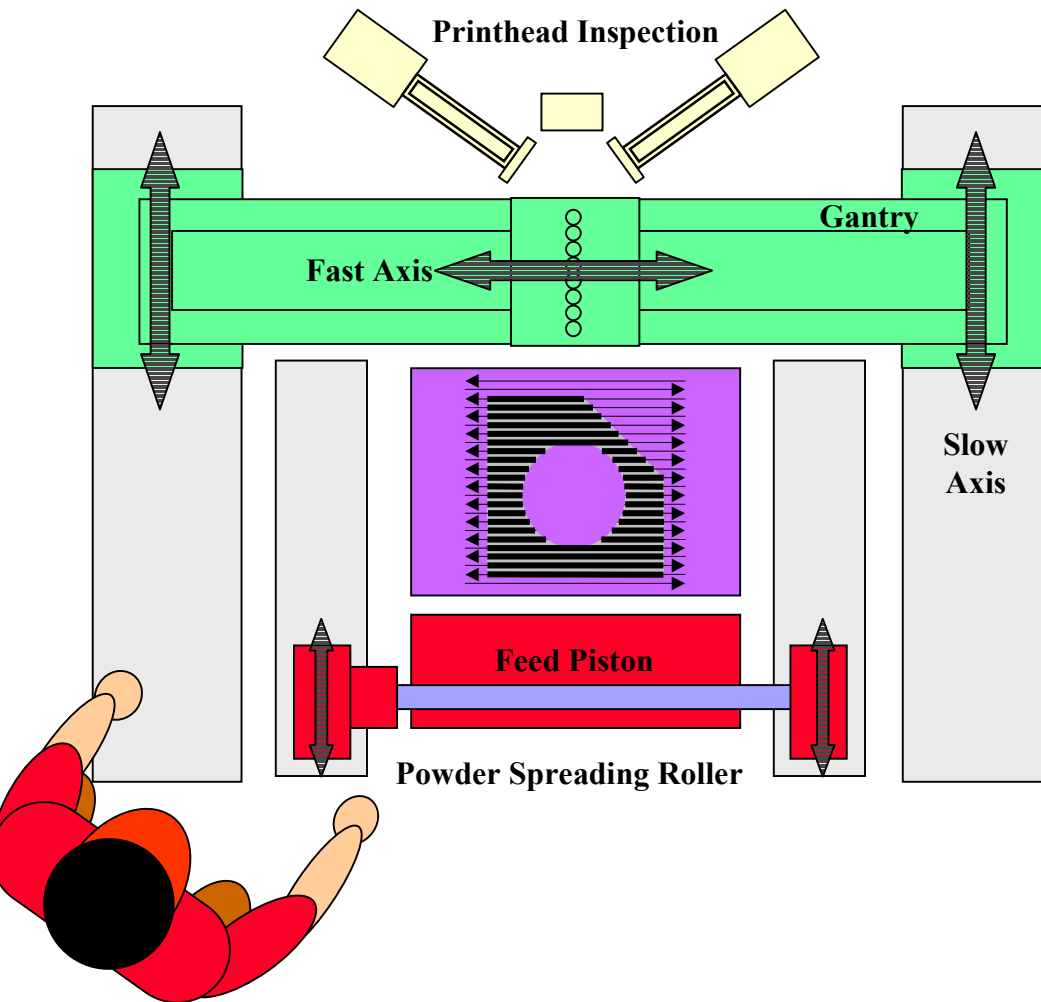 Printhead Inspection
Gantry
Fast Axis
Slow
Axis
Feed Piston
Powder Spreading Roller